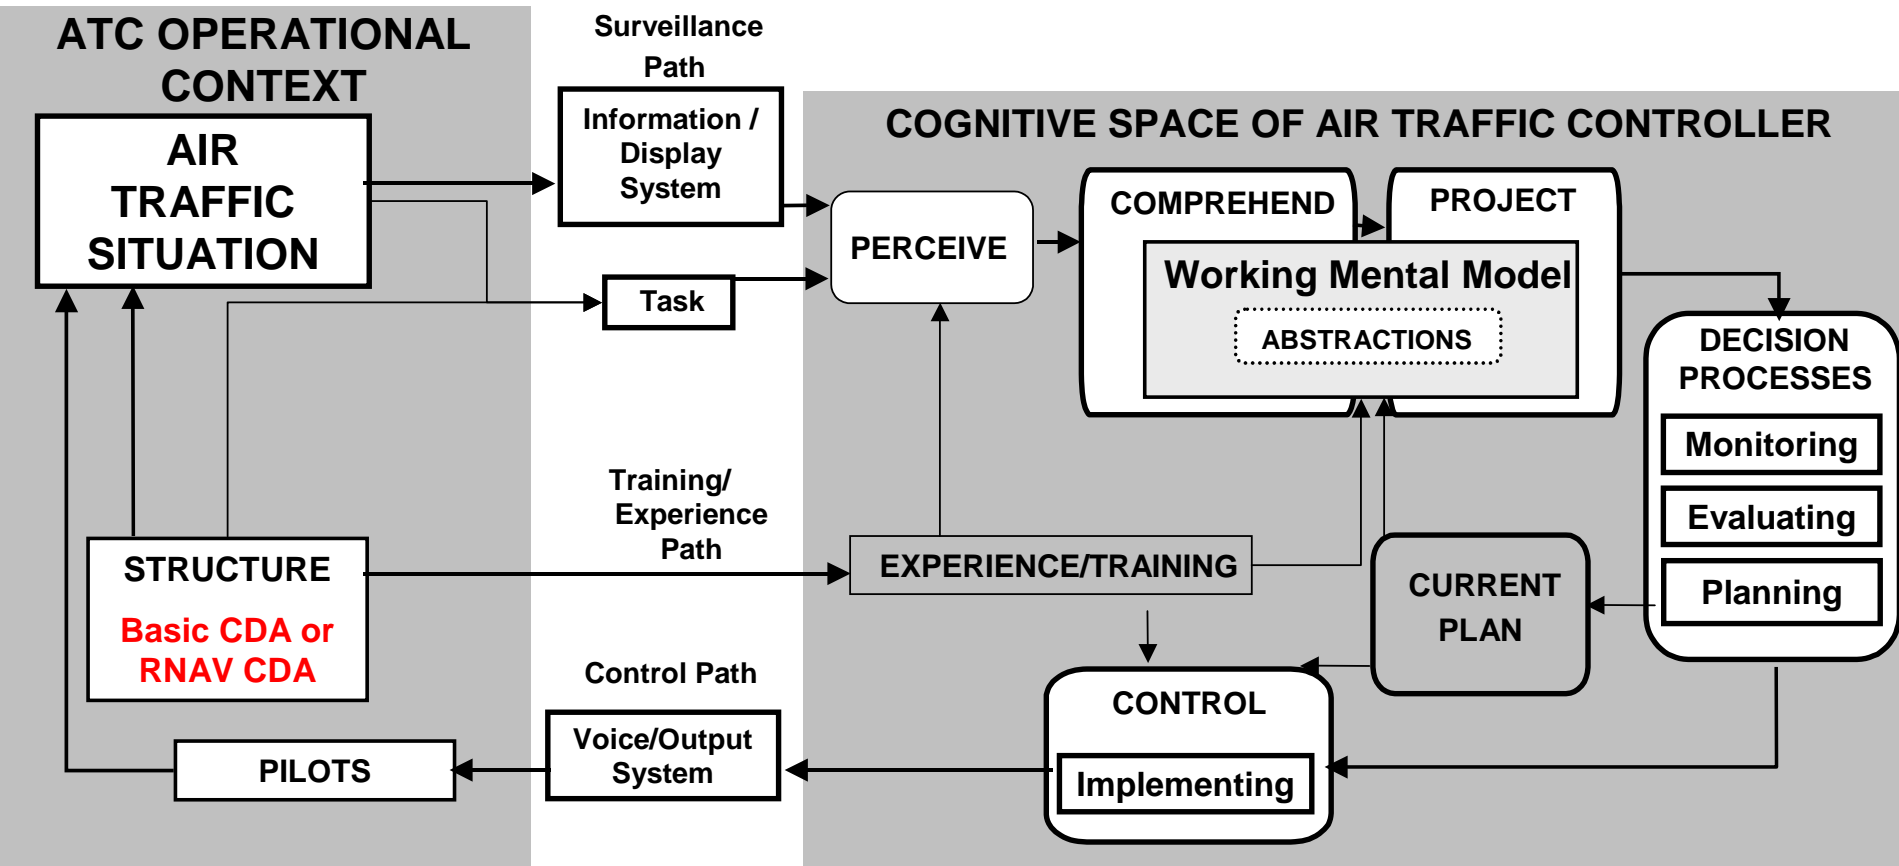 ATC OPERATIONAL
CONTEXT
AIR
TRAFFIC
SITUATION
STRUCTURE
Basic CDA or
RNAV CDA
PILOTS
Surveillance
Path
Information /
Display
System
Task
Training/
Experience
Path
Control Path
Voice/Output
System
COGNITIVE SPACE OF AIR TRAFFIC CONTROLLER
PERCEIVE
COMPREHEND
PROJECT
Working Mental Model
ABSTRACTIONS
EXPERIENCE/TRAINING
CURRENT
PLAN
DECISION
PROCESSES
Monitoring
Evaluating
Planning
CONTROL
Implementing